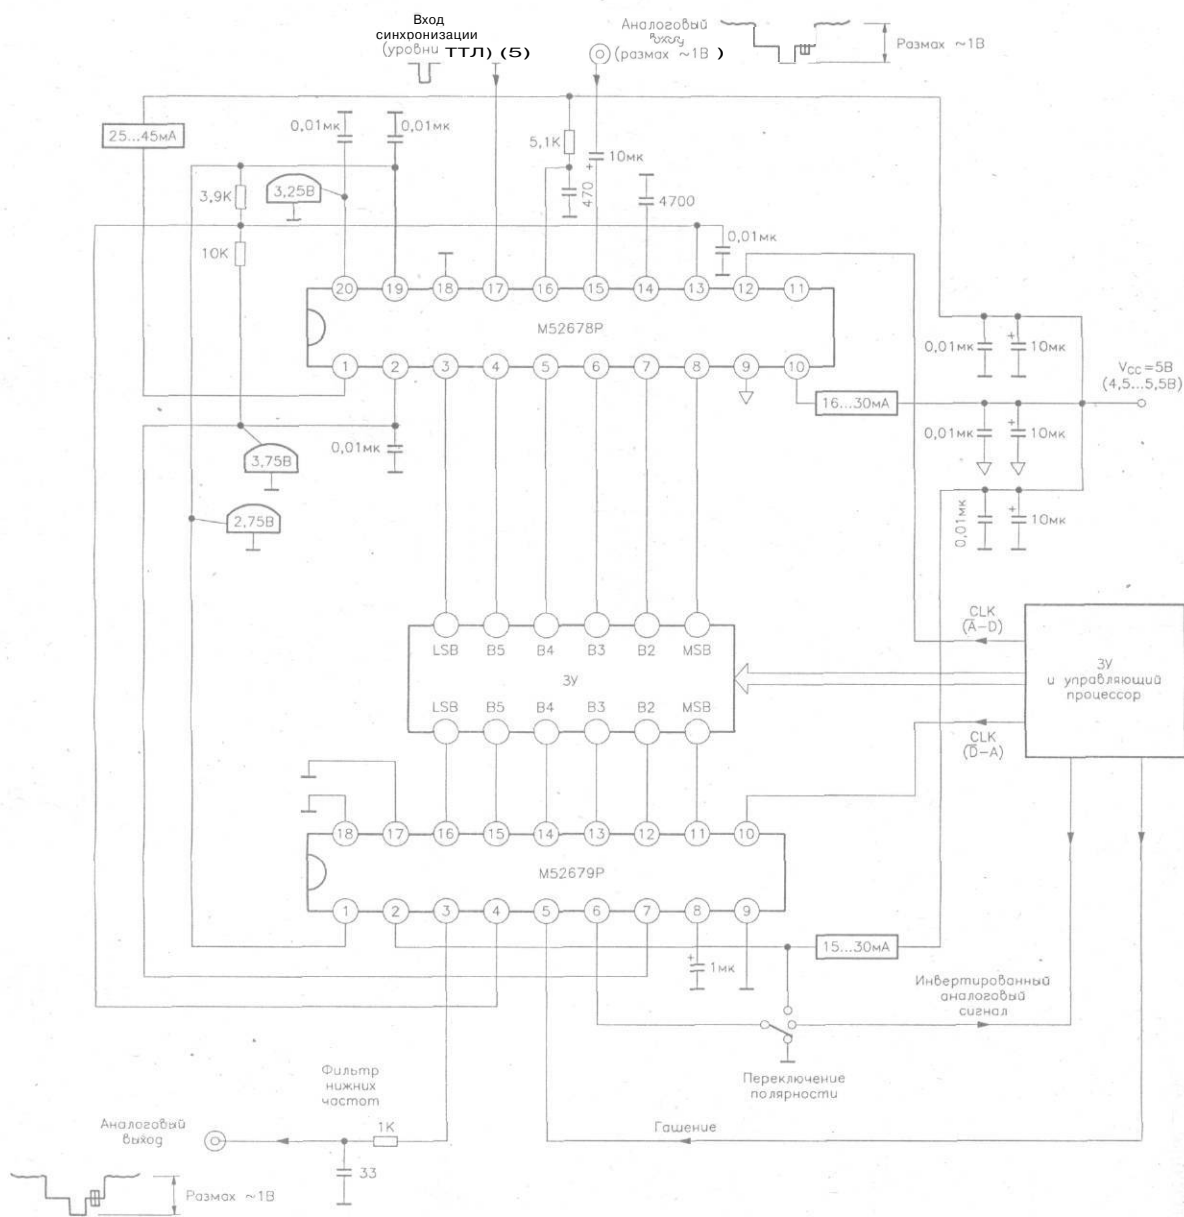 Вход
синхронизации
(уровни ТТЛ) (5)
Аналоговый
(размах ~1В )
Размах ~1В
25...45мА
0,01мк
0,01мк
5,1К
10мк
3,9К
3,25В
470
4700
10К
0,01мк
20 19 18 17 16 15 14 13 12 11
М52678Р
1 2 3 4 5 6 7 8 9 10
0,01мк
10мк
Vcc=5В
(4,5...5,5В)
16...30мА
0,01мк
10мк
0,01мк
3,75В
2,75В
0,01мк
10мк
CLK
(A–D)
LSB B5 B4 B3 B2 MSB
ЗУ
LSB B5 B4 B3 B2 MSB
ЗУ
и управляющий
процессор
CLK
(D–A)
18 17 16 15 14 13 12 11 10
М52679Р
1 2 3 4 5 6 7 8 9
15...30мА
1мк
Инвертированный
аналоговый
сигнал
Переключение
полярности
Фильтр
нижних
частот
Аналоговый
выход
1К
Гашение
33
Размах ~1В